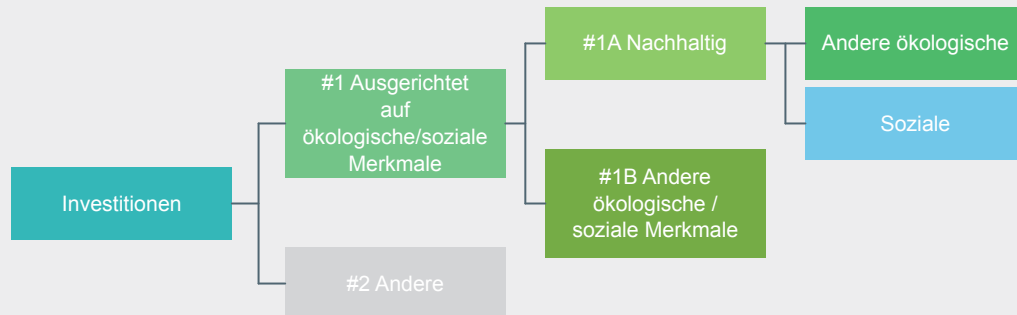 #1A Nachhaltig
Andere ökologische
#1 Ausgerichtet
auf
ökologische/soziale
Merkmale
Soziale
#1B Andere
ökologische /
soziale Merkmale
Investitionen
#2 Andere